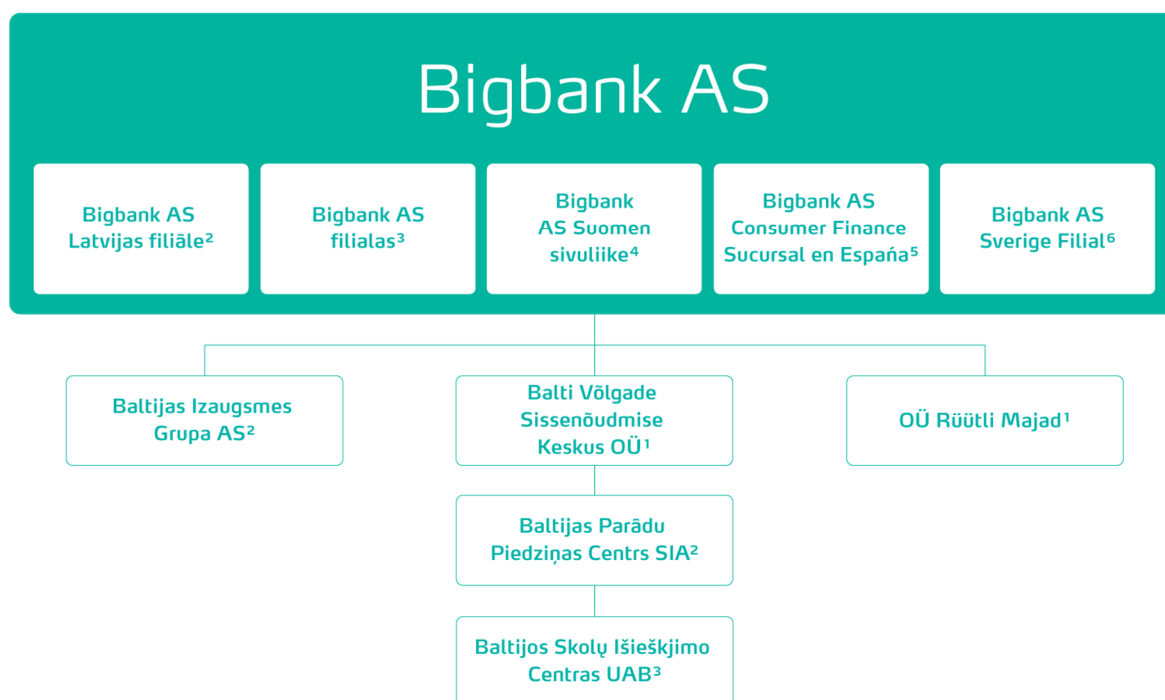 Bigbank AS
Bigbank AS
Latvijas filiāle²
Bigbank AS
filialas³
Bigbank
AS Suomen
sivuliike⁴
Bigbank AS
Consumer Finance
Sucursal en Espańa⁵
Bigbank AS
Sverige Filial⁶
Baltijas Izaugsmes
Grupa AS²
Balti Võlgade
Sissenõudmise
Keskus OÜ¹
OÜ Rüütli Majad¹
Baltijas Parādu
Piedziņas Centrs SIA²
Baltijos Skolų Išieškjimo
Centras UAB³